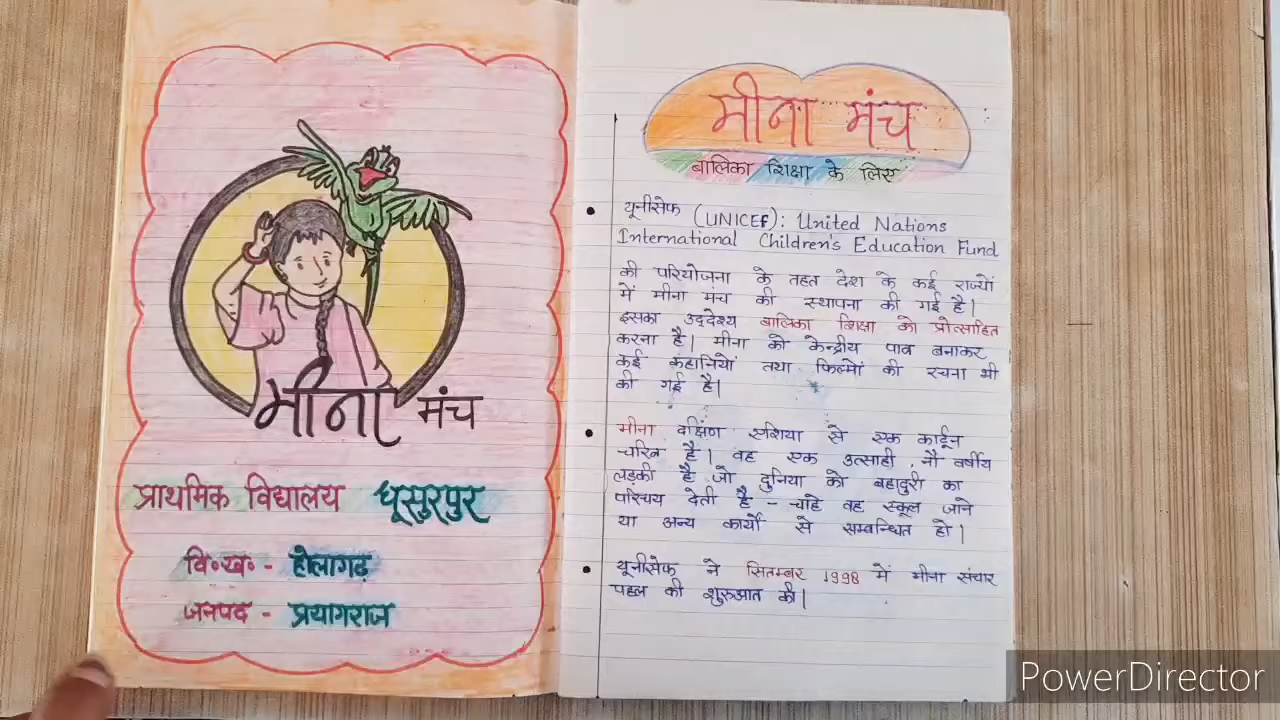 मीना मंच
प्राथमिक विद्यालय धूसुरपुर
वि॰ख॰ - होलागढ़
जनपद - प्रयागराज
मीना मंच
बालिका शिक्षा के लिए
• यूनीसेफ (UNICEF): United Nations
International Children's Education Fund
की परियोजना के तहत देश के कई राज्यों
में मीना मंच की स्थापना की गई है।
इसका उद्देश्य बालिका शिक्षा को प्रोत्साहित
करना है। मीना को केन्द्रीय पात्र बनाकर
कई कहानियों तथा फिल्मों की रचना भी
की गई है।
• मीना दक्षिण एशिया से एक कार्टून
चरित्र है। वह एक उत्साही, नौ वर्षीय
लड़की है जो दुनिया को बहादुरी का
परिचय देती है - चाहे वह स्कूल जाने
या अन्य कार्यो से सम्बन्धित हो।
• यूनीसेफ ने सितम्बर 1998 में मीना संचार
पहल की शुरुआत की।
PowerDirector